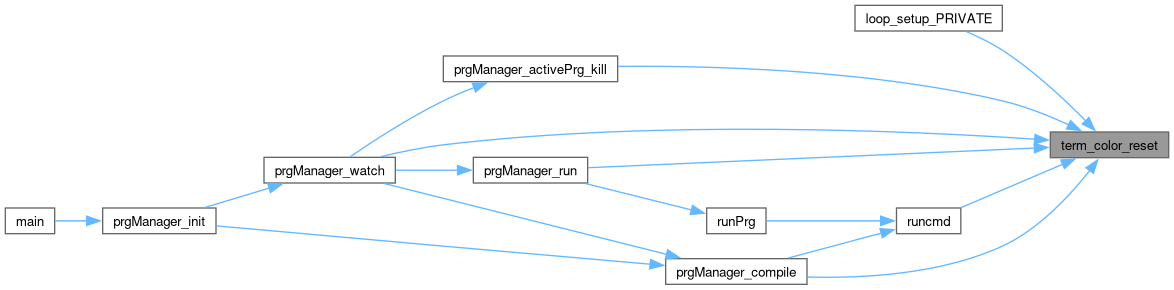 loop_setup_PRIVATE
prgManager_activePrg_kill
term_color_reset
prgManager_watch
prgManager_run
main
prgManager_init
runPrg
runcmd
prgManager_compile